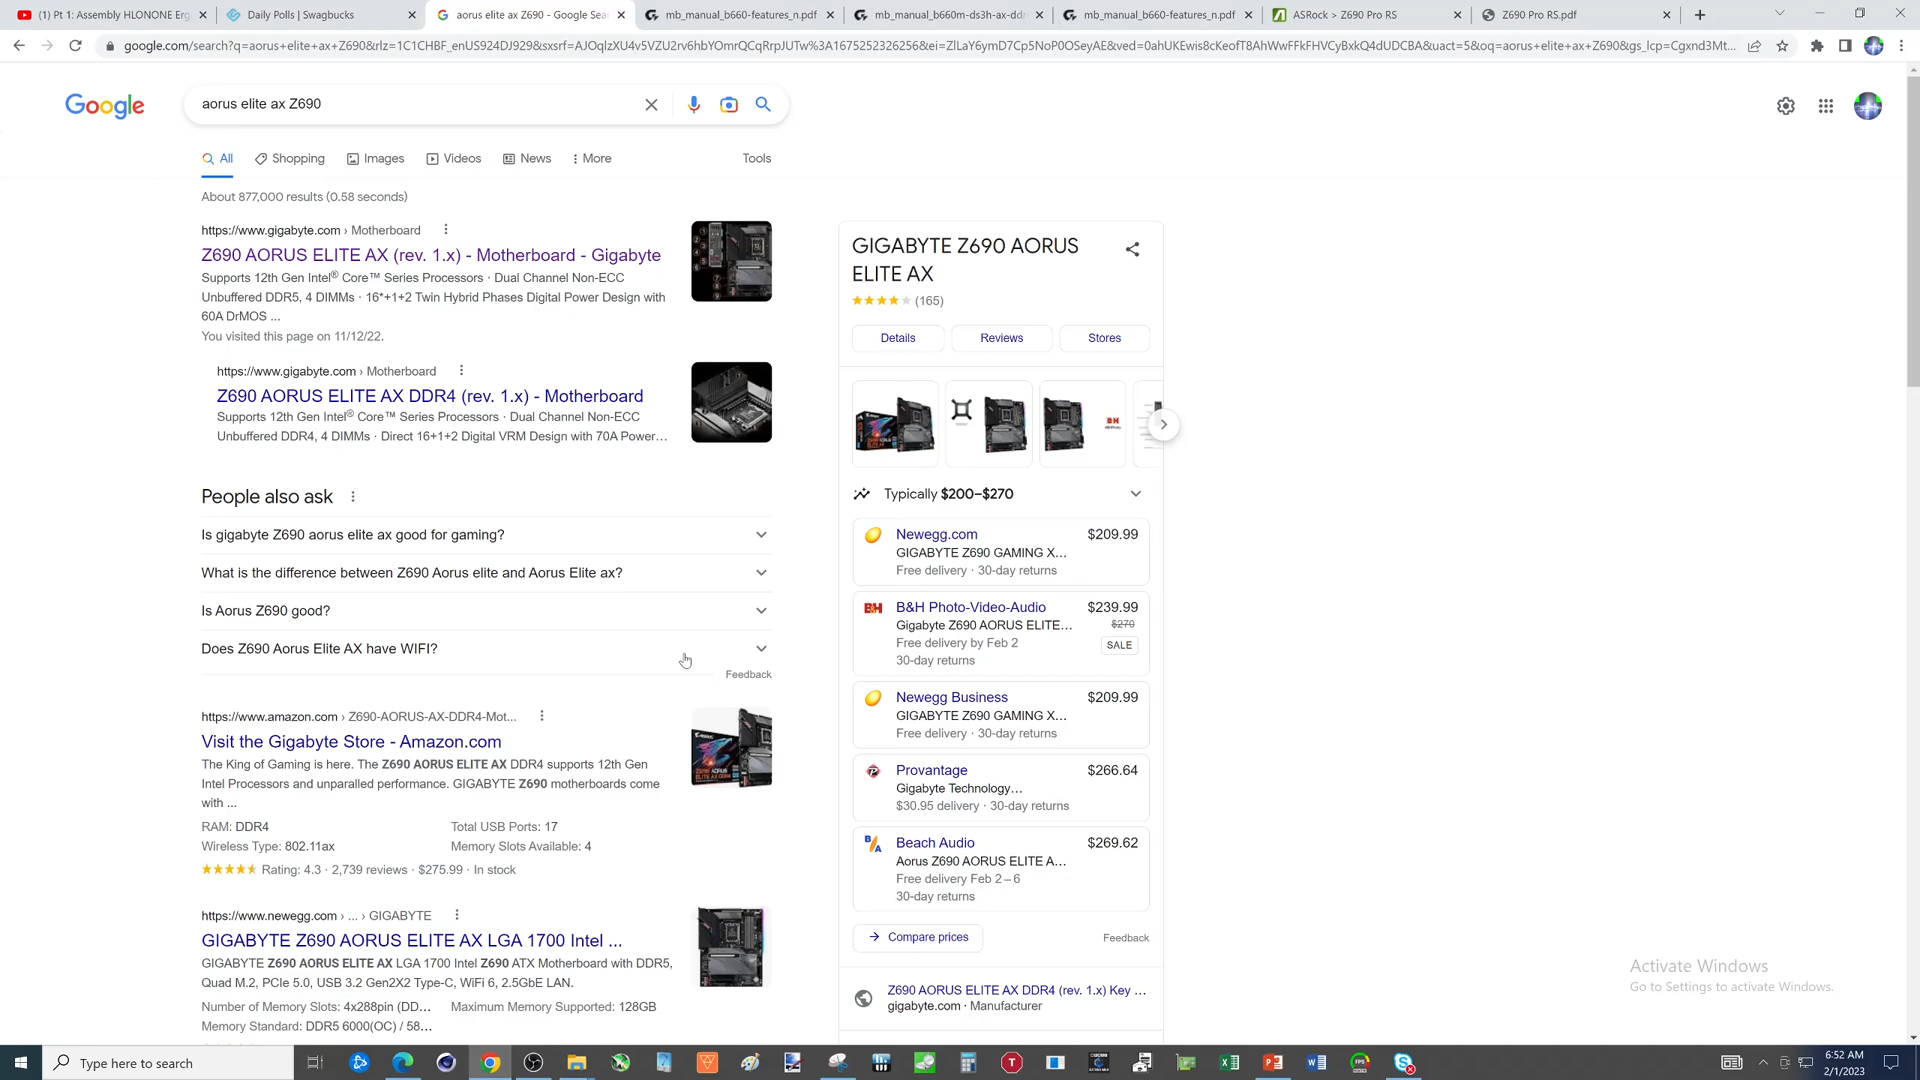 (1) Pt 1: Assembly HLONONE Erg
Daily Polls | Swagbucks
aorus elite ax Z690 - Google Sear
mb_manual_b660-features_n.pdf
mb_manual_b660m-ds3h-ax-ddr
mb_manual_b660-features_n.pdf
ASRock > Z690 Pro RS
Z690 Pro RS.pdf
Google
aorus elite ax Z690
All
Shopping
Images
Videos
News
More
Tools
About 877,000 results (0.58 seconds)
https://www.gigabyte.com › Motherboard
Z690 AORUS ELITE AX (rev. 1.x) - Motherboard - Gigabyte
Supports 12th Gen Intel® Core™ Series Processors · Dual Channel Non-ECC
Unbuffered DDR5, 4 DIMMs · 16*+1+2 Twin Hybrid Phases Digital Power Design with
60A DrMOS ...
You visited this page on 11/12/22.
https://www.gigabyte.com › Motherboard
Z690 AORUS ELITE AX DDR4 (rev. 1.x) - Motherboard
Supports 12th Gen Intel® Core™ Series Processors · Dual Channel Non-ECC
Unbuffered DDR4, 4 DIMMs · Direct 16+1+2 Digital VRM Design with 70A Power...
People also ask
Is gigabyte Z690 aorus elite ax good for gaming?
What is the difference between Z690 Aorus elite and Aorus Elite ax?
Is Aorus Z690 good?
Does Z690 Aorus Elite AX have WIFI?
Feedback
https://www.amazon.com › Z690-AORUS-AX-DDR4-Mot...
Visit the Gigabyte Store - Amazon.com
The King of Gaming is here. The Z690 AORUS ELITE AX DDR4 supports 12th Gen
Intel Processors and unparalled performance. GIGABYTE Z690 motherboards come
with ...
RAM: DDR4
Total USB Ports: 17
Wireless Type: 802.11ax
Memory Slots Available: 4
Rating: 4.3 · 2,739 reviews · $275.99 · In stock
https://www.newegg.com › ... › GIGABYTE
GIGABYTE Z690 AORUS ELITE AX LGA 1700 Intel ...
GIGABYTE Z690 AORUS ELITE AX LGA 1700 Intel Z690 ATX Motherboard with DDR5,
Quad M.2, PCIe 5.0, USB 3.2 Gen2X2 Type-C, WiFi 6, 2.5GbE LAN.
Number of Memory Slots: 4x288pin (DD...
Maximum Memory Supported: 128GB
Memory Standard: DDR5 6000(OC) / 58...
GIGABYTE Z690 AORUS
ELITE AX
(165)
Details
Reviews
Stores
Typically $200–$270
Newegg.com
$209.99
GIGABYTE Z690 GAMING X...
Free delivery · 30-day returns
B&H Photo-Video-Audio
$239.99
Gigabyte Z690 AORUS ELITE...
$270
Free delivery by Feb 2
SALE
30-day returns
Newegg Business
$209.99
GIGABYTE Z690 GAMING X...
Free delivery · 30-day returns
Provantage
$266.64
Gigabyte Technology...
$30.95 delivery · 30-day returns
Beach Audio
$269.62
Aorus Z690 AORUS ELITE A...
Free delivery Feb 2 – 6
30-day returns
Compare prices
Feedback
Z690 AORUS ELITE AX DDR4 (rev. 1.x) Key ...
gigabyte.com · Manufacturer
Activate Windows
Go to Settings to activate Windows.
Type here to search
6:52 AM
2/1/2023